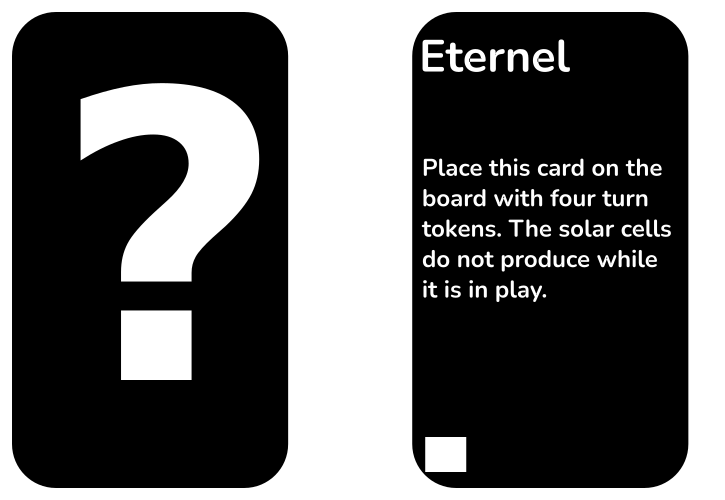 ?
Eternel
Place this card on the
board with four turn
tokens. The solar cells
do not produce while
it is in play.